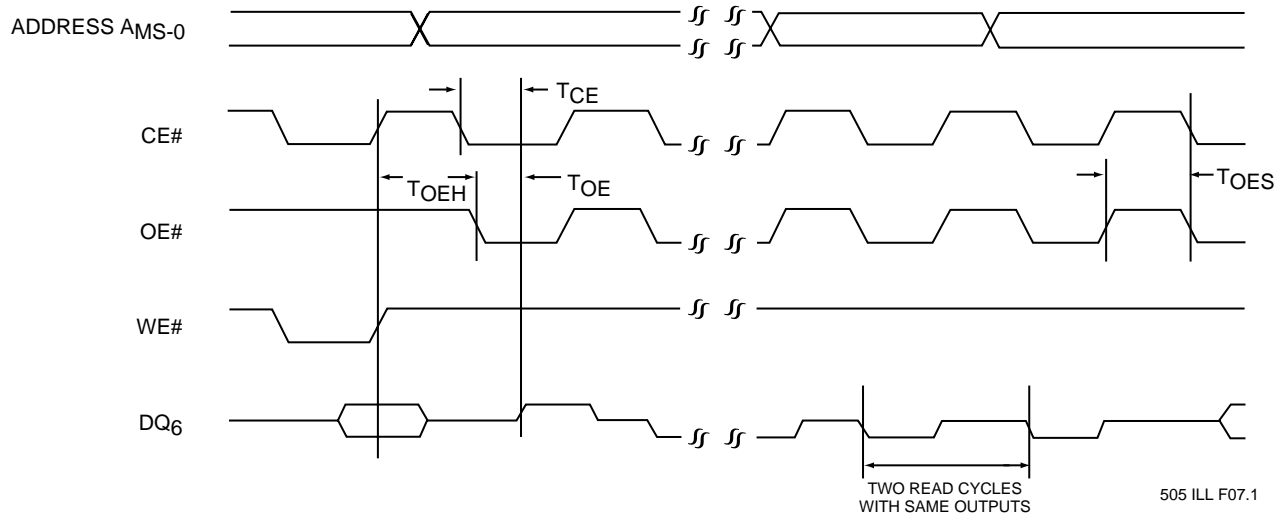 ADDRESS AMS-0
TCE
CE#
TOEH
TOE
TOES
OE#
WE#
DQ6
TWO READ CYCLES
WITH SAME OUTPUTS
505 ILL F07.1